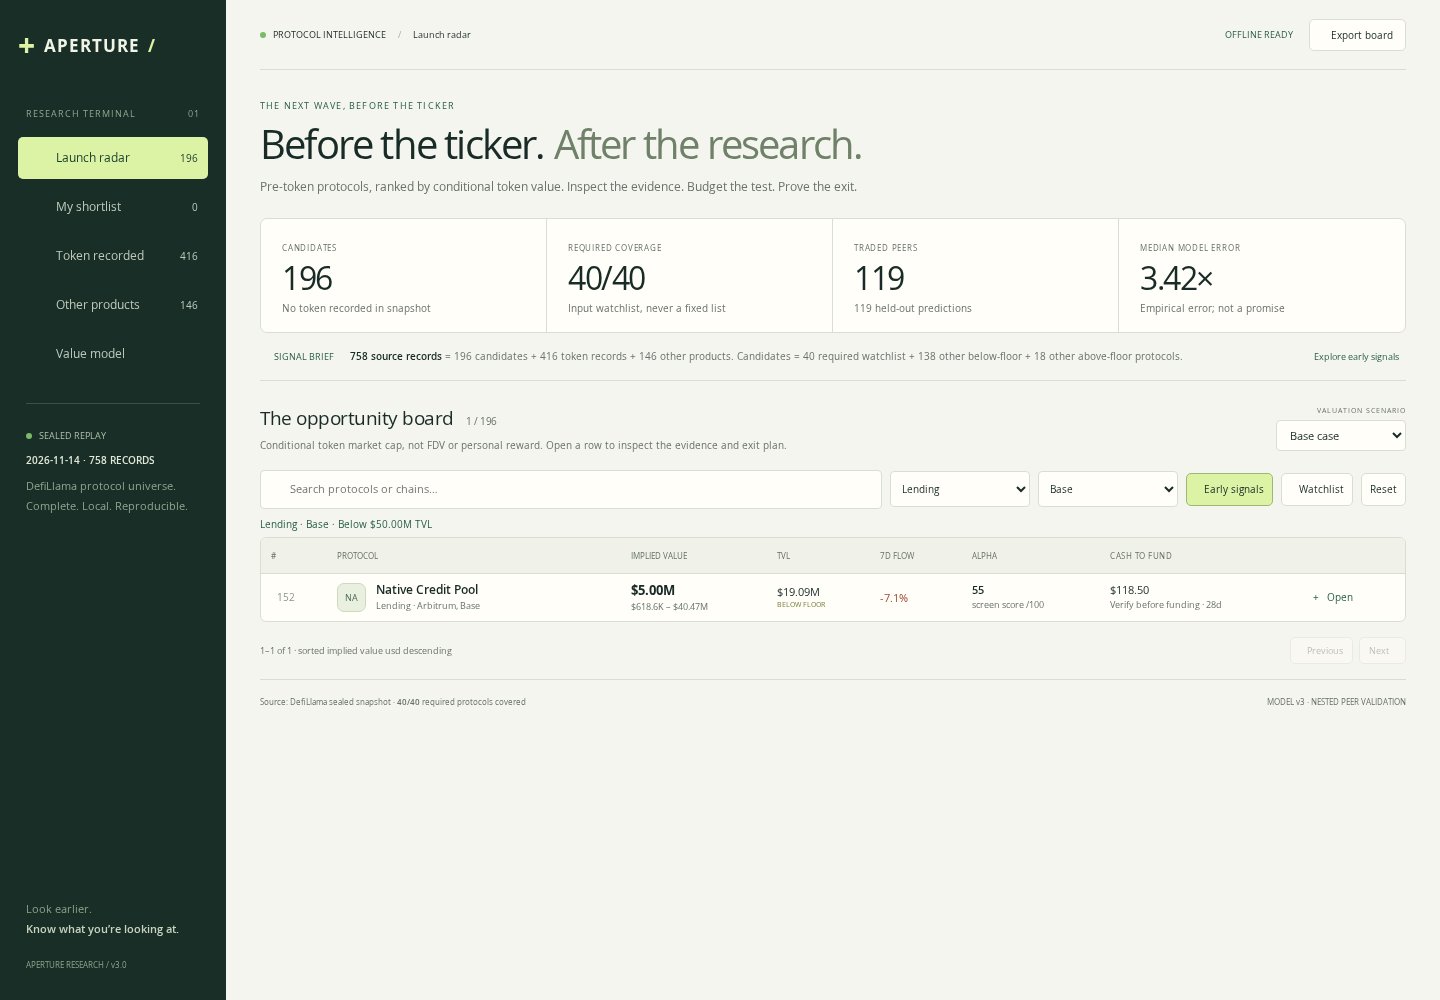 + APERTURE /
RESEARCH TERMINAL 01
Launch radar 196
My shortlist 0
Token recorded 416
Other products 146
Value model
SEALED REPLAY
2026-11-14 · 758 RECORDS
DefiLlama protocol universe.
Complete. Local. Reproducible.
Look earlier.
Know what you’re looking at.
APERTURE RESEARCH / v3.0
PROTOCOL INTELLIGENCE / Launch radar
OFFLINE READY
Export board
THE NEXT WAVE, BEFORE THE TICKER
Before the ticker. After the research.
Pre-token protocols, ranked by conditional token value. Inspect the evidence. Budget the test. Prove the exit.
CANDIDATES
196
No token recorded in snapshot
REQUIRED COVERAGE
40/40
Input watchlist, never a fixed list
TRADED PEERS
119
119 held-out predictions
MEDIAN MODEL ERROR
3.42×
Empirical error; not a promise
SIGNAL BRIEF 758 source records = 196 candidates + 416 token records + 146 other products. Candidates = 40 required watchlist + 138 other below-floor + 18 other above-floor protocols. Explore early signals
The opportunity board 1 / 196
Conditional token market cap, not FDV or personal reward. Open a row to inspect the evidence and exit plan.
VALUATION SCENARIO
Base case
Search protocols or chains... Lending Base Early signals Watchlist Reset
Lending · Base · Below $50.00M TVL
# PROTOCOL IMPLIED VALUE TVL 7D FLOW ALPHA CASH TO FUND
152 NA Native Credit Pool $5.00M $19.09M -7.1% 55 $118.50 + Open
Lending · Arbitrum, Base $618.6K – $40.47M BELOW FLOOR screen score /100 Verify before funding · 28d
1–1 of 1 · sorted implied value usd descending Previous Next
Source: DefiLlama sealed snapshot · 40/40 required protocols covered MODEL v3 · NESTED PEER VALIDATION